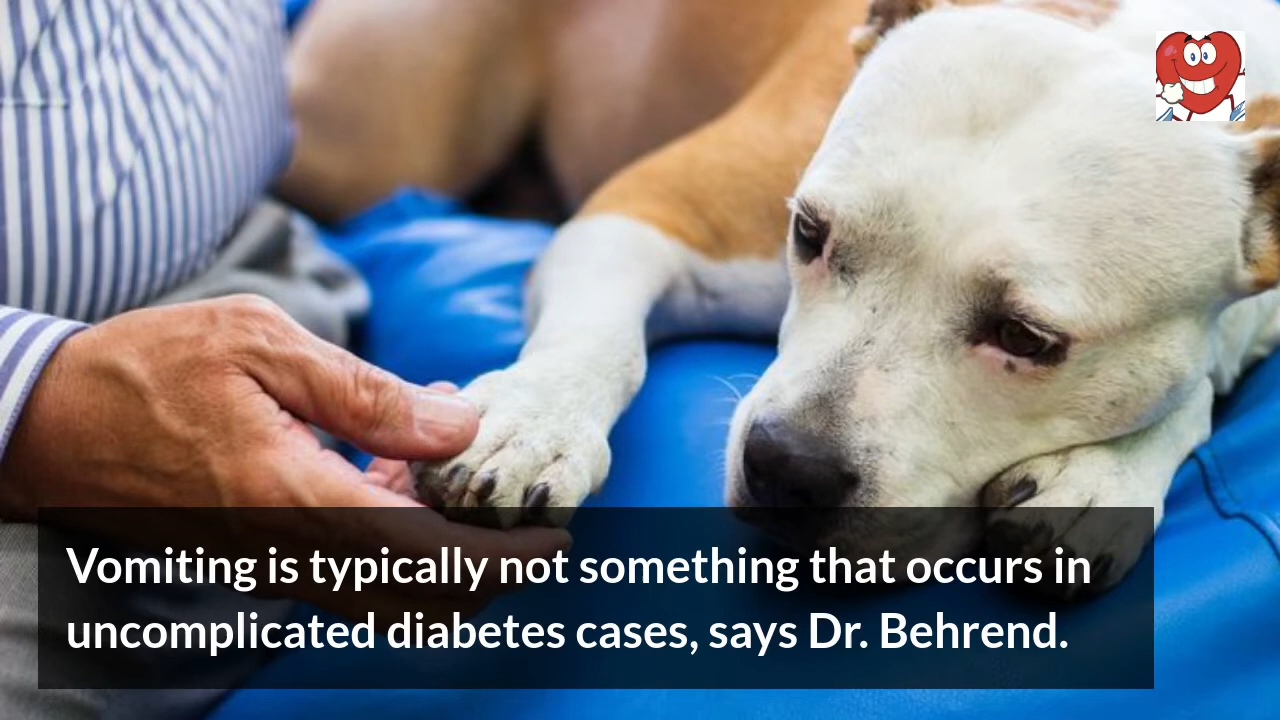 Vomiting is typically not something that occurs in
uncomplicated diabetes cases, says Dr. Behrend.